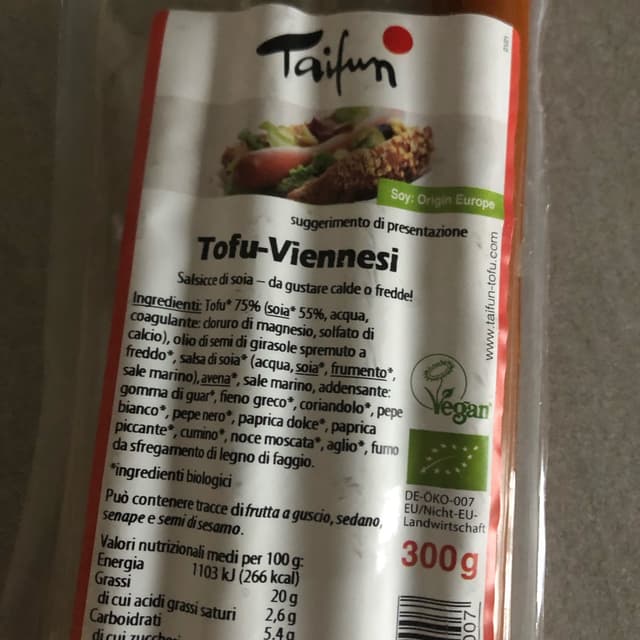 Taifun
Soy: Origin Europe
suggerimento di presentazione
Tofu-Viennesi
Salsicce di soia – da gustare calde o fredde!
Ingredienti: Tofu* 75% (soia* 55%, acqua,
coagulante: cloruro di magnesio, solfato di
calcio), olio di semi di girasole spremuto a
freddo*, salsa di soia* (acqua, soia*, frumento*,
sale marino), avena*, sale marino, addensante:
gomma di guar*, fieno greco*, coriandolo*, pepe
bianco*, pepe nero*, paprica dolce*, paprica
piccante*, cumino*, noce moscata*, aglio*, fumo
da sfregamento di legno di faggio.
*ingredienti biologici
Può contenere tracce di frutta a guscio, sedano,
senape e semi di sesamo.
Valori nutrizionali medi per 100 g:
Energia 1103 kJ (266 kcal)
Grassi 20 g
di cui acidi grassi saturi 2,6 g
Carboidrati 5,4 g
di cui zuccheri
www.taifun-tofu.com
Vegan
DE-ÖKO-007
EU/Nicht-EU-
Landwirtschaft
300g
007